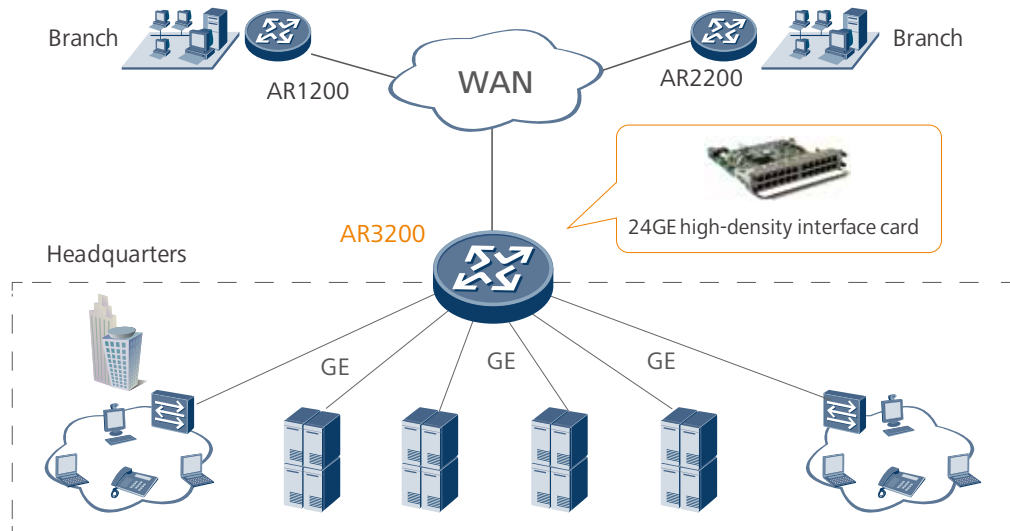 Branch
AR1200
WAN
AR2200
Branch
24GE high-density interface card
AR3200
Headquarters
GE
GE
GE